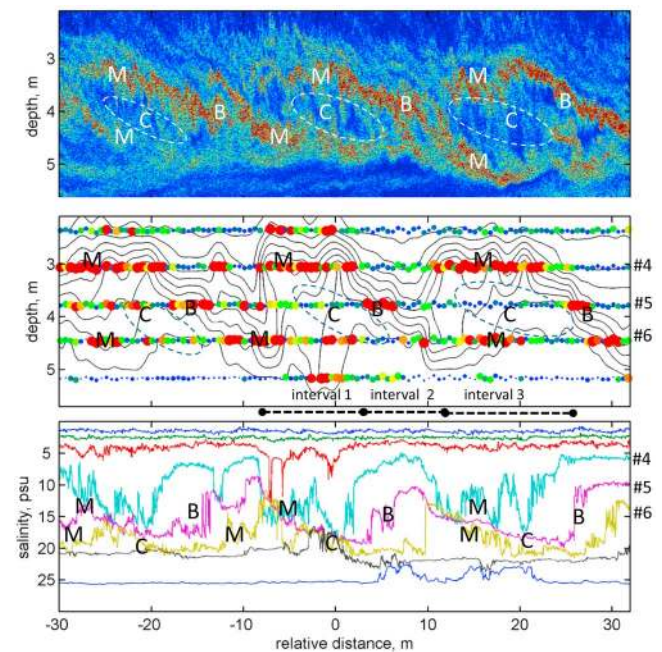 depth, m
3
4
5
M
M
C
B
M
M
C
B
M
M
C
B
depth, m
3
4
5
M
M
M
#4
C
B
C
B
C
B
#5
M
M
M
#6
interval 1
interval 2
interval 3
salinity, psu
5
10
15
20
25
#4
#5
#6
M
B
M
B
M
B
M
C
M
C
M
C
-30
-20
-10
0
10
20
30
relative distance, m